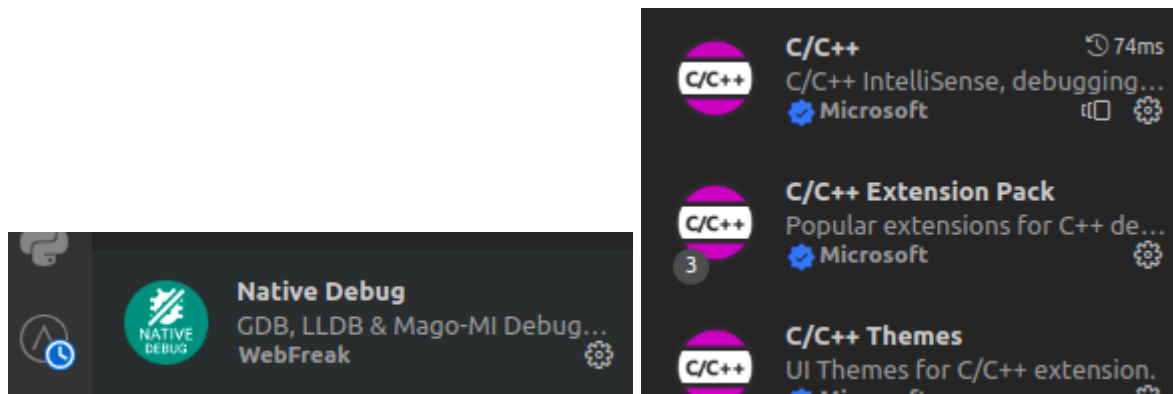 NATIVE
DEBUG
Native Debug
GDB, LLDB & Mago-MI Debug...
WebFreak
C/C++
C/C++
74ms
C/C++ IntelliSense, debugging...
Microsoft
C/C++
3
C/C++ Extension Pack
Popular extensions for C++ de...
Microsoft
C/C++
C/C++ Themes
UI Themes for C/C++ extension.